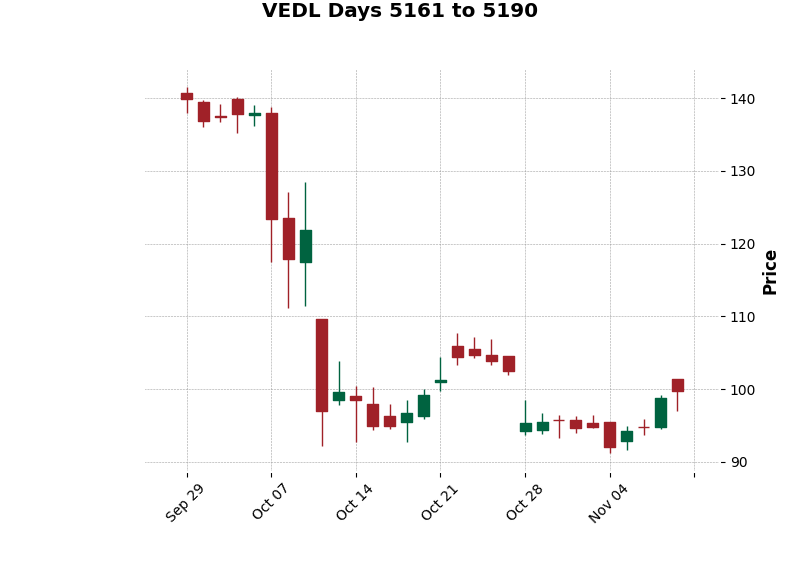 VEDL Days 5161 to 5190
140
130
120
110
100
90
Price
Sep 29
Oct 07
Oct 14
Oct 21
Oct 28
Nov 04